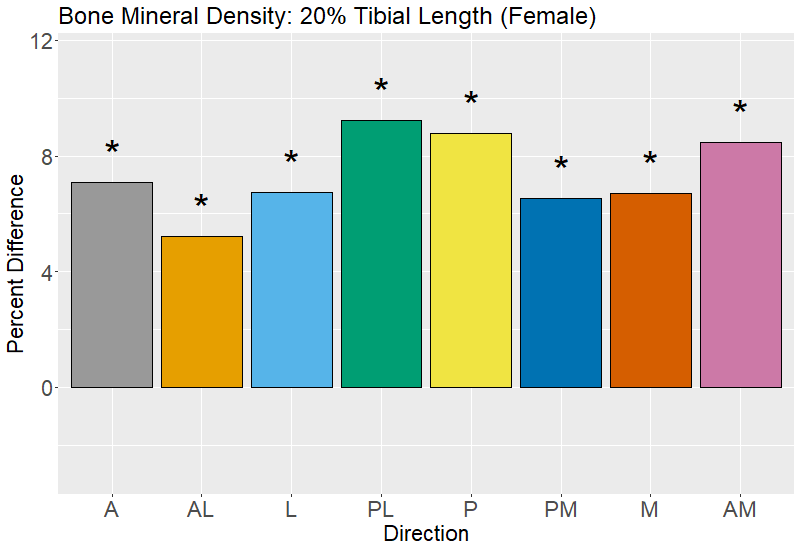 Bone Mineral Density: 20% Tibial Length (Female)
12
8
4
0
Percent Difference
* * * * * * * *
A AL L PL P PM M AM
Direction